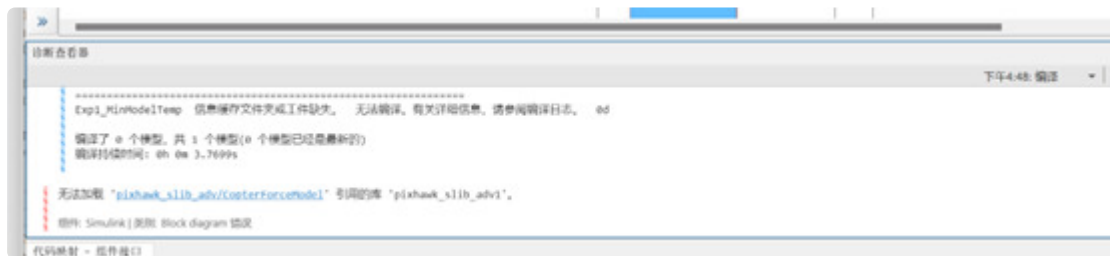 诊断查看器
下午4:48: 编译
Exp1_MinModelTemp 信息缓存文件夹或工件缺失。 无法编译。有关详细信息，请参阅编译日志。 0d
编译了 0 个模型，共 1 个模型(0 个模型已经是最新的)
编译持续时间: 0h 0m 3.7699s
无法加载 'pixhawk_slib_adv/CopterForceModel' 引用的库 'pixhawk_slib_adv1'。
组件: Simulink | 类别: Block diagram 错误
代码映射 - 组件接口